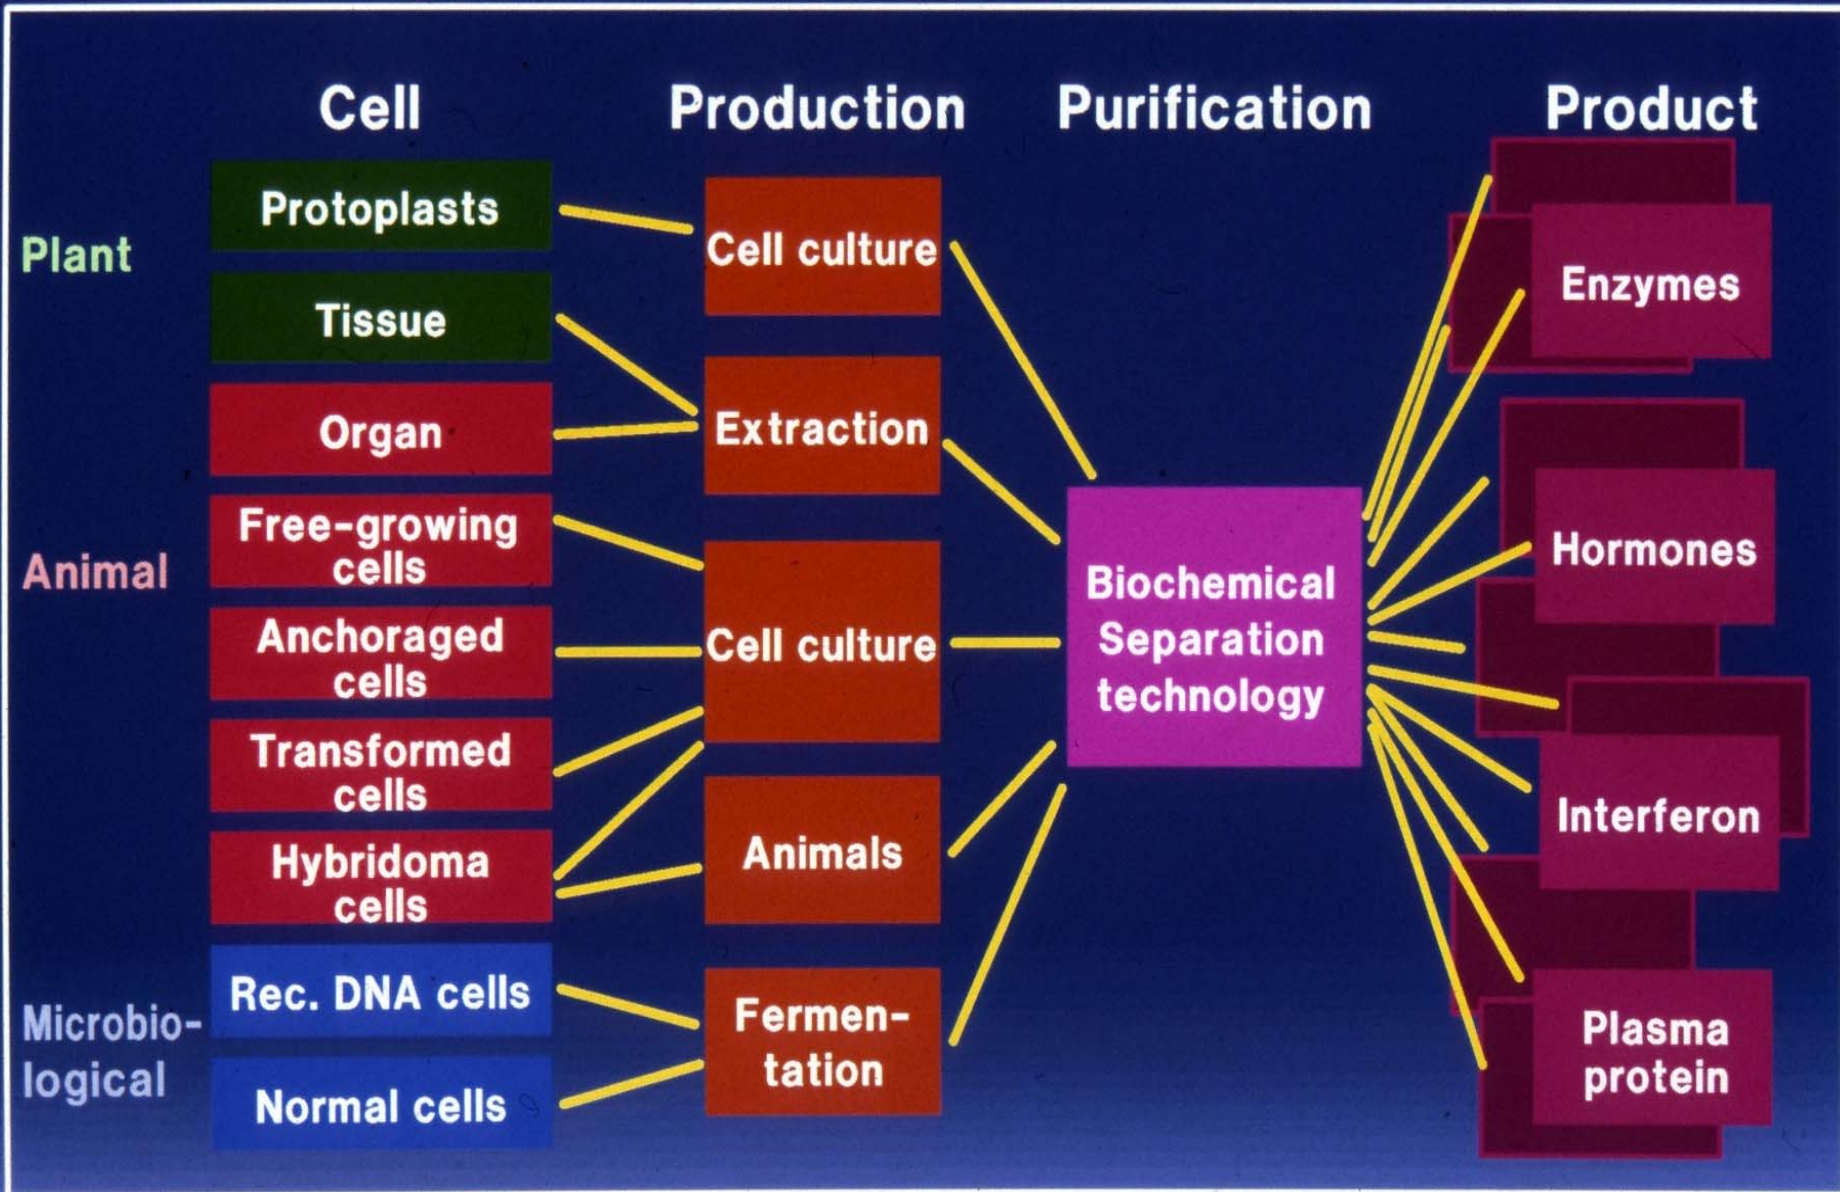 Cell
Production
Purification
Product
Plant
Protoplasts
Tissue
Animal
Organ
Free-growing
cells
Anchoraged
cells
Transformed
cells
Hybridoma
cells
Microbio-
logical
Rec. DNA cells
Normal cells
Cell culture
Extraction
Cell culture
Animals
Fermen-
tation
Biochemical
Separation
technology
Enzymes
Hormones
Interferon
Plasma
protein